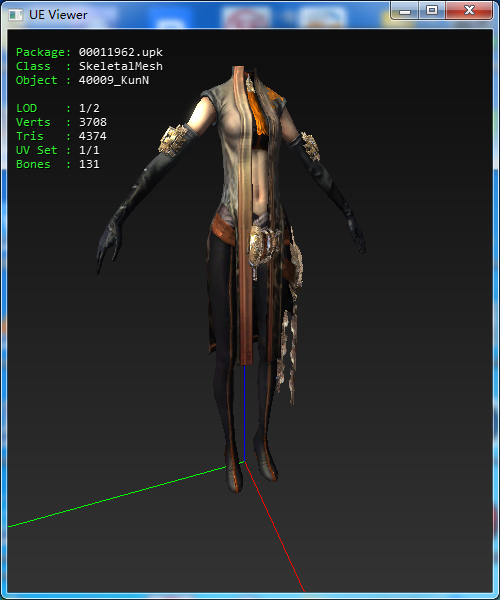 UE Viewer
Package: 00011962.upk
Class : SkeletalMesh
Object : 40009_KunN
LOD : 1/2
Verts : 3708
Tris : 4374
UV Set : 1/1
Bones : 131